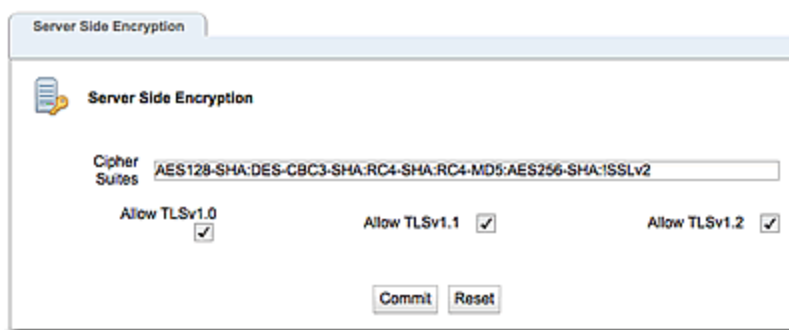 Server Side Encryption
Server Side Encryption
Cipher
Suites
AES128-SHA:DES-CBC3-SHA:RC4-SHA:RC4-MD5:AES256-SHA:!SSLv2
Allow TLSv1.0
Allow TLSv1.1
Allow TLSv1.2
Commit Reset